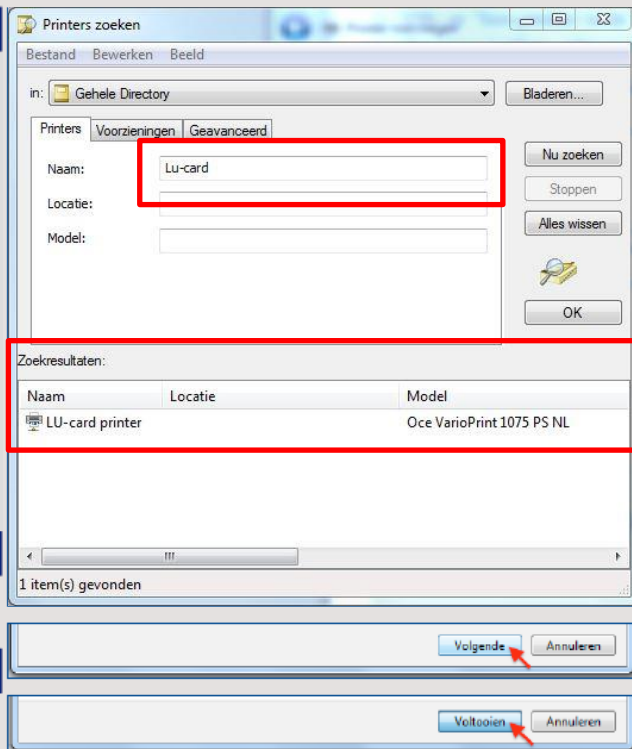 Printers zoeken
Bestand Bewerken Beeld
in: Gehele Directory Bladeren...
Printers Voorzieningen Geavanceerd
Naam: Lu-card Nu zoeken
Locatie: Stoppen
Model: Alles wissen
OK
Zoekresultaten:
Naam Locatie Model
LU-card printer Oce VarioPrint 1075 PS NL
1 item(s) gevonden
Volgende Annuleren
Voltooien Annuleren